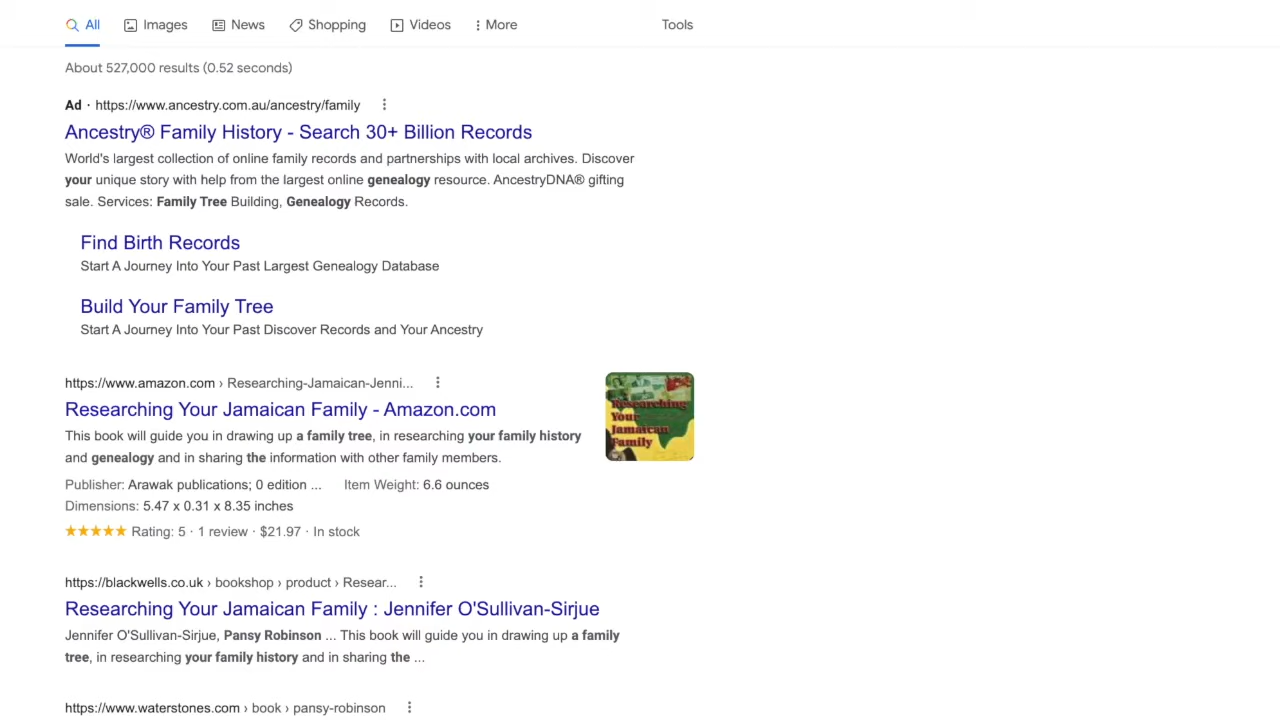 All Images News Shopping Videos More Tools
About 527,000 results (0.52 seconds)
Ad · https://www.ancestry.com.au/ancestry/family
Ancestry® Family History - Search 30+ Billion Records
World's largest collection of online family records and partnerships with local archives. Discover
your unique story with help from the largest online genealogy resource. AncestryDNA® gifting
sale. Services: Family Tree Building, Genealogy Records.
Find Birth Records
Start A Journey Into Your Past Largest Genealogy Database
Build Your Family Tree
Start A Journey Into Your Past Discover Records and Your Ancestry
https://www.amazon.com › Researching-Jamaican-Jenni...
Researching Your Jamaican Family - Amazon.com
This book will guide you in drawing up a family tree, in researching your family history
and genealogy and in sharing the information with other family members.
Researching
Your
Jamaican
Family
Publisher: Arawak publications; 0 edition ... Item Weight: 6.6 ounces
Dimensions: 5.47 x 0.31 x 8.35 inches
★★★★★ Rating: 5 · 1 review · $21.97 · In stock
https://blackwells.co.uk › bookshop › product › Resear...
Researching Your Jamaican Family : Jennifer O'Sullivan-Sirjue
Jennifer O'Sullivan-Sirjue, Pansy Robinson ... This book will guide you in drawing up a family
tree, in researching your family history and in sharing the ...
https://www.waterstones.com › book › pansy-robinson